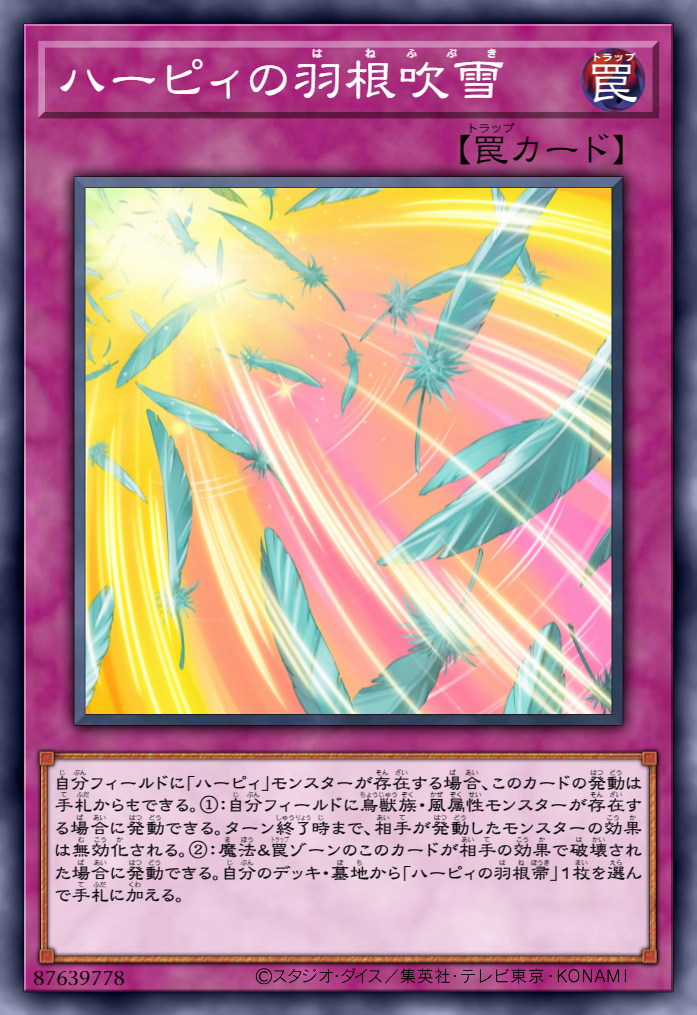 ハーピィの羽根吹雪
罠
【罠カード】
自分フィールドに「ハーピィ」モンスターが存在する場合、このカードの発動は
手札からもできる。①：自分フィールドに鳥獣族・風属性モンスターが存在す
る場合に発動できる。ターン終了時まで、相手が発動したモンスターの効果
は無効化される。②：魔法&罠ゾーンのこのカードが相手の効果で破壊され
た場合に発動できる。自分のデッキ・墓地から「ハーピィの羽根帚」1枚を選ん
で手札に加える。
87639778
©スタジオ・ダイス／集英社・テレビ東京・KONAMI